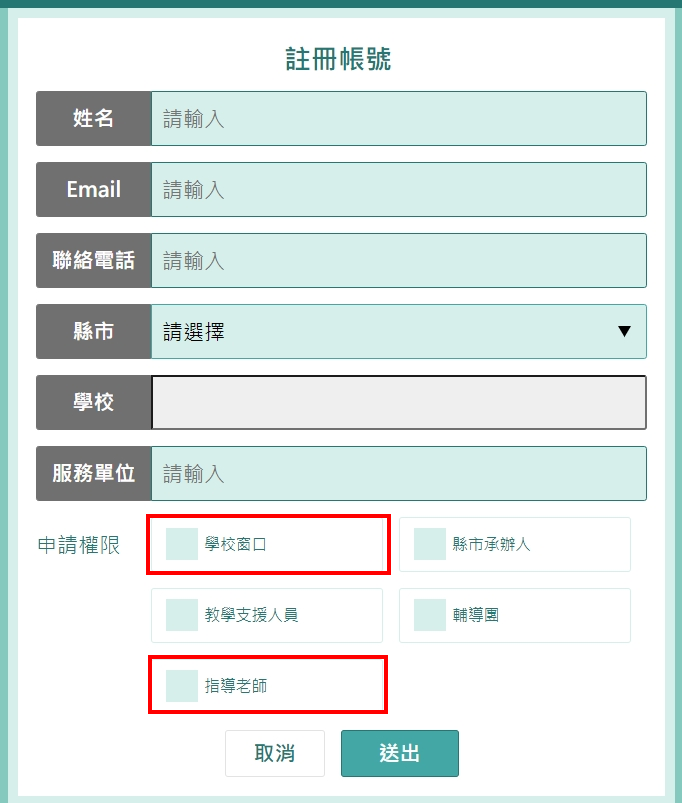 註冊帳號
姓名 請輸入
Email 請輸入
聯絡電話 請輸入
縣市 請選擇
學校
服務單位 請輸入
申請權限 學校窗口 縣市承辦人
教學支援人員 輔導團
指導老師
取消 送出